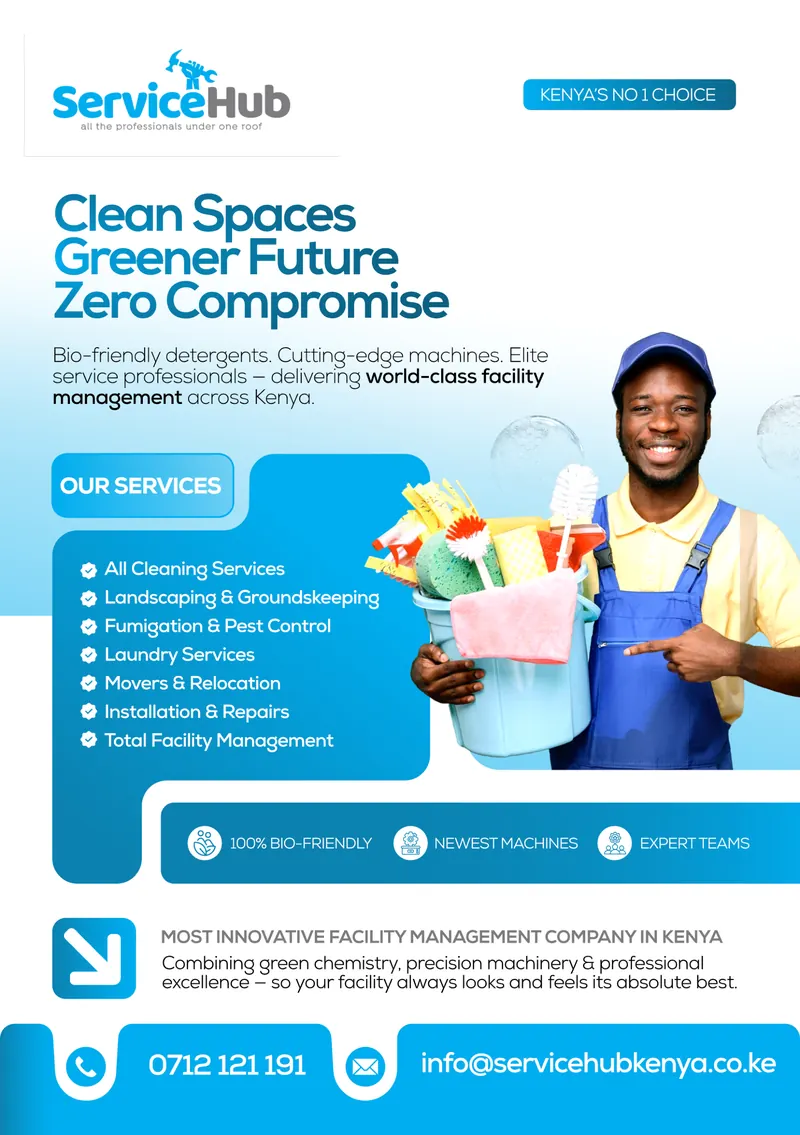 ServiceHub
all the professionals under one roof
KENYA'S NO 1 CHOICE
Clean Spaces
Greener Future
Zero Compromise
Bio-friendly detergents. Cutting-edge machines. Elite
service professionals — delivering world-class facility
management across Kenya.
OUR SERVICES
All Cleaning Services
Landscaping & Groundskeeping
Fumigation & Pest Control
Laundry Services
Movers & Relocation
Installation & Repairs
Total Facility Management
100% BIO-FRIENDLY
NEWEST MACHINES
EXPERT TEAMS
MOST INNOVATIVE FACILITY MANAGEMENT COMPANY IN KENYA
Combining green chemistry, precision machinery & professional
excellence — so your facility always looks and feels its absolute best.
0712 121 191
info@servicehubkenya.co.ke